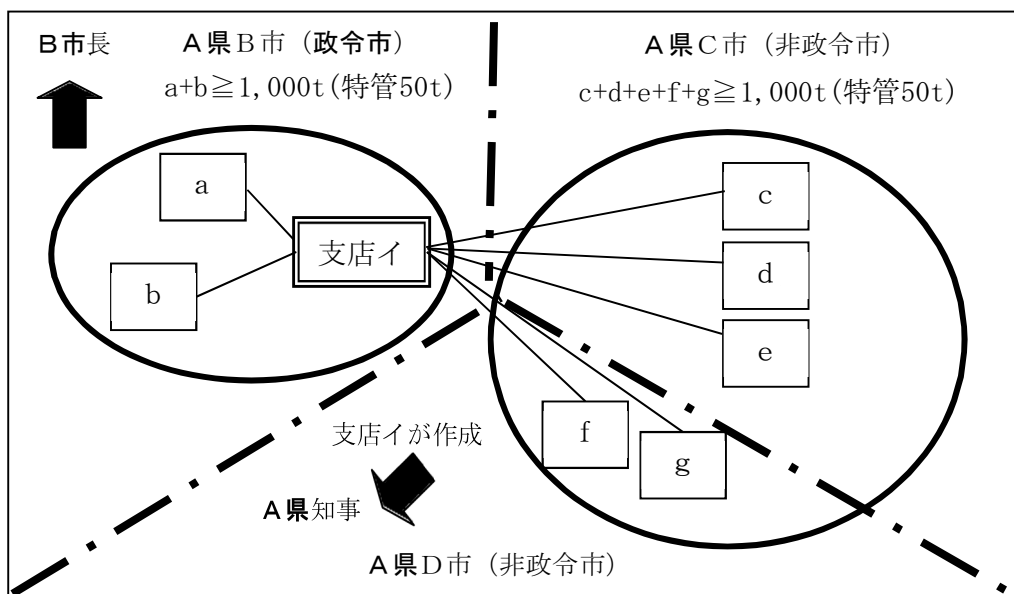 B市長
A県B市（政令市）
a+b≧1,000t(特管50t)
A県C市（非政令市）
c+d+e+f+g≧1,000t(特管50t)
a
支店イ
b
c
d
e
f
g
支店イが作成
A県知事
A県D市（非政令市）